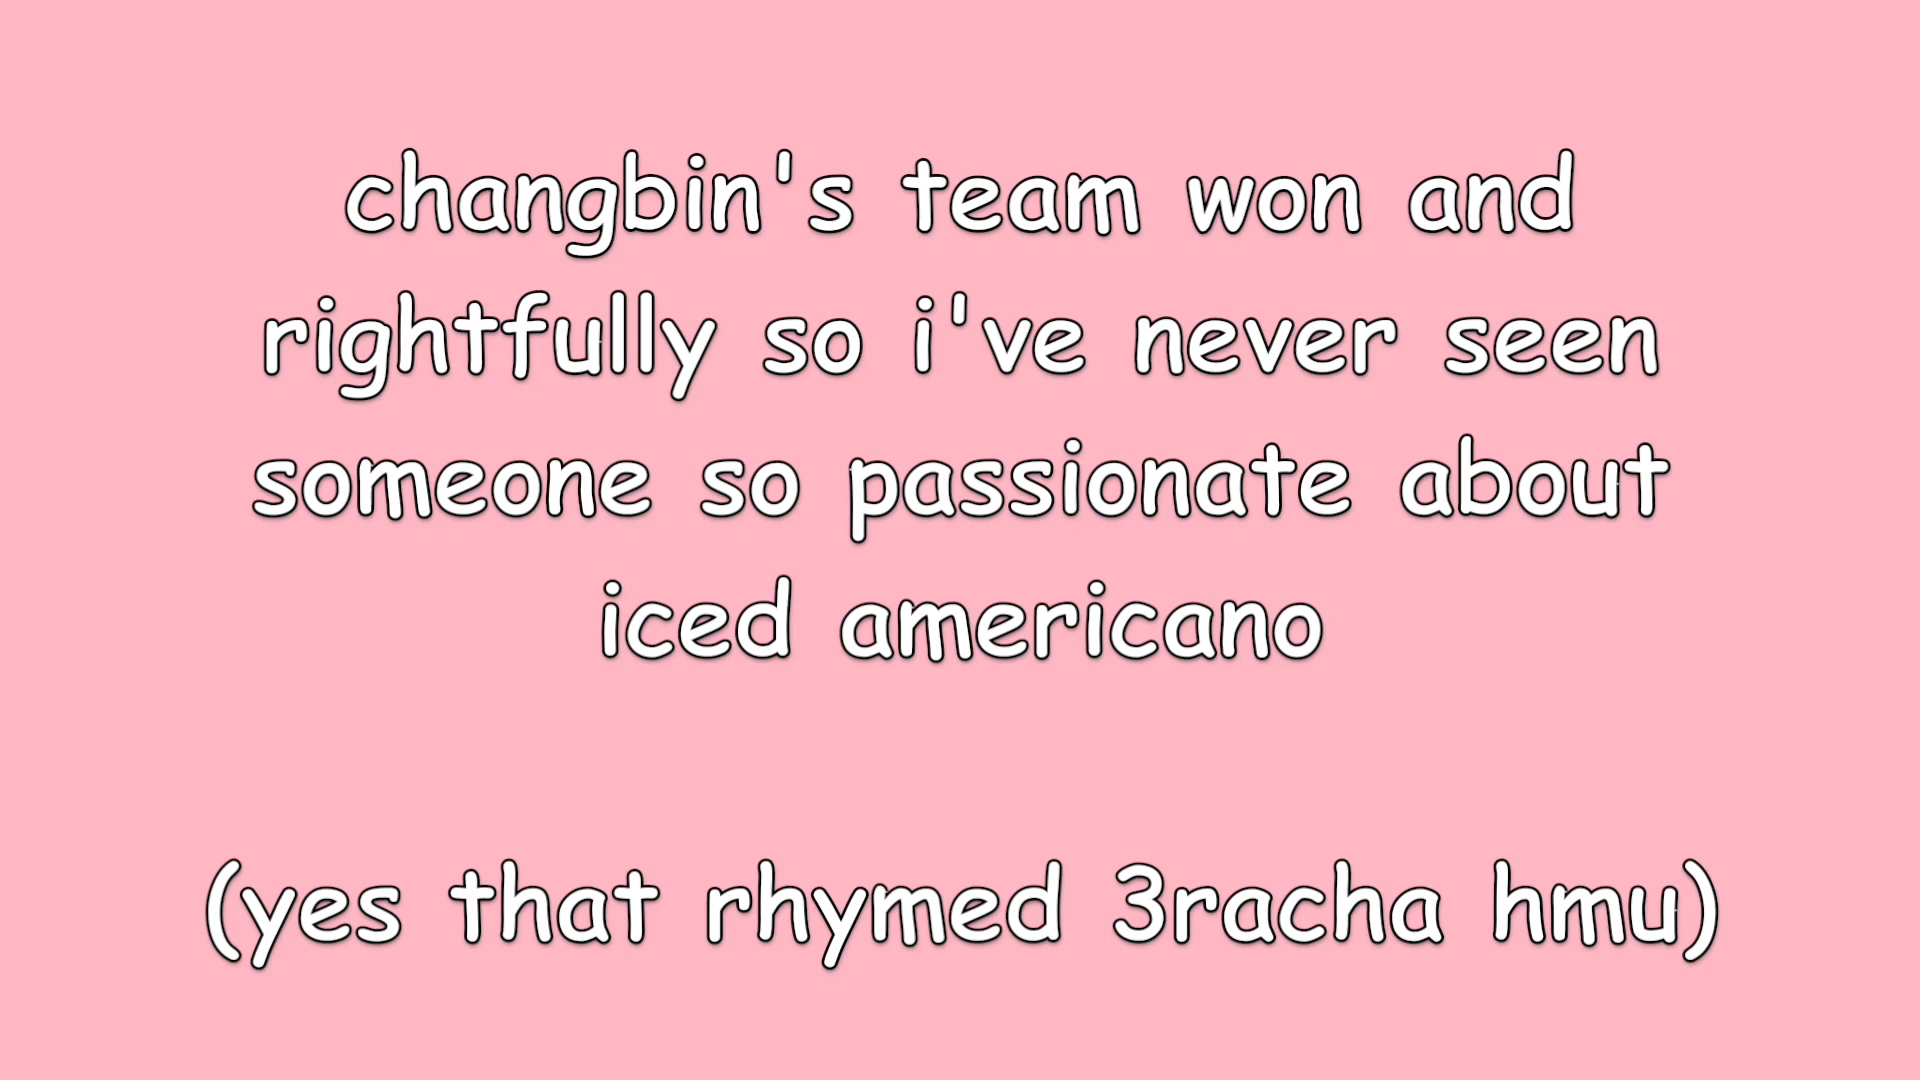 changbin's team won and
rightfully so i've never seen
someone so passionate about
iced americano
(yes that rhymed 3racha hmu)